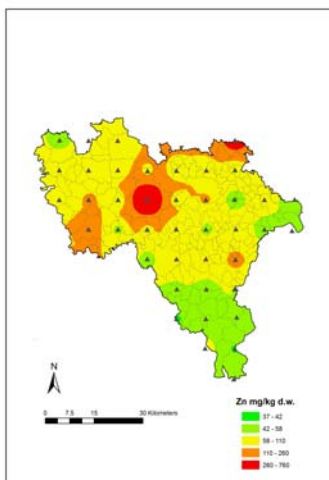 N
0 7.5 15 30 Kilometers
Zn mg/kg d.w.
37 - 42
42 - 58
58 - 110
110 - 260
260 - 760